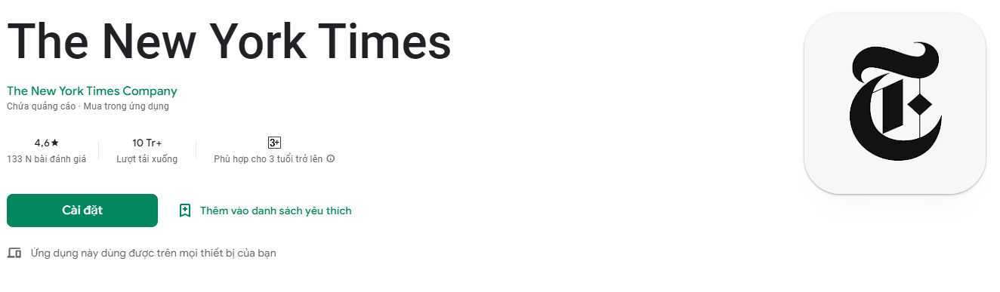 The New York Times
The New York Times Company
Chứa quảng cáo · Mua trong ứng dụng
4,6★
133 N bài đánh giá
10 Tr+
Lượt tải xuống
3+
Phù hợp cho 3 tuổi trở lên
Cài đặt
Thêm vào danh sách yêu thích
Ứng dụng này dùng được trên mọi thiết bị của bạn
T